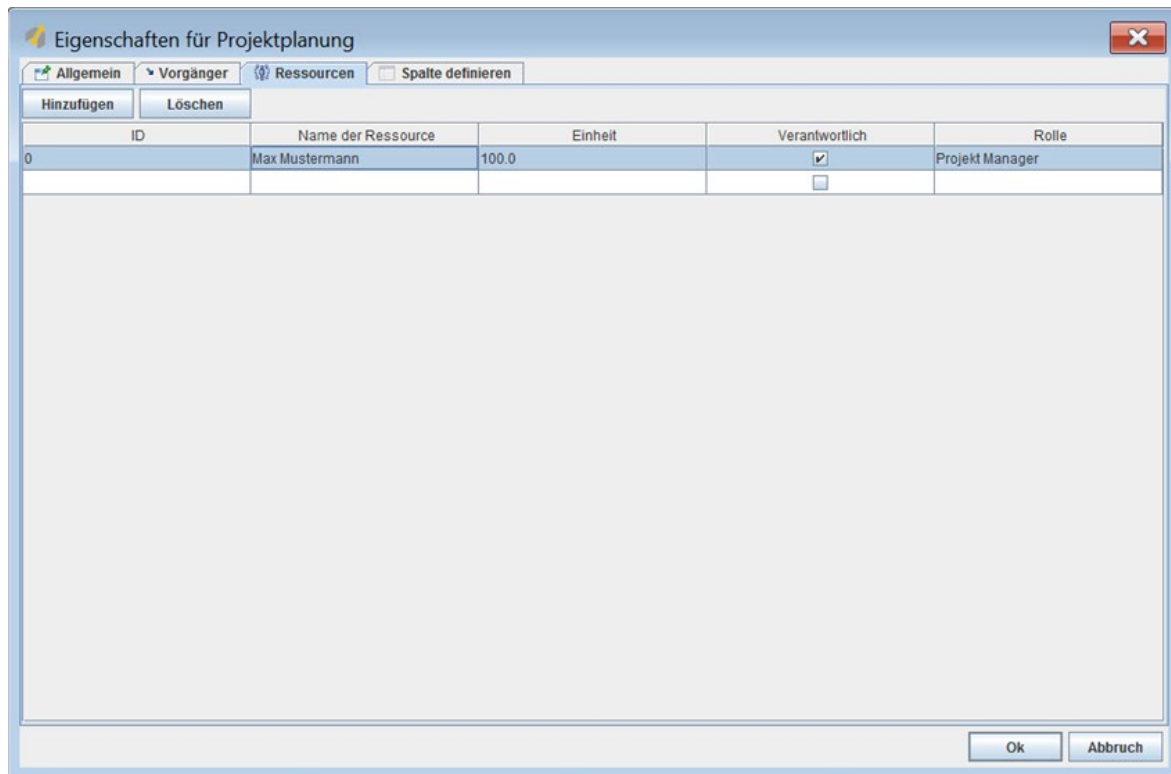 Eigenschaften für Projektplanung
Allgemein Vorgänger Ressourcen Spalte definieren
Hinzufügen Löschen
ID Name der Ressource Einheit Verantwortlich Rolle
0 Max Mustermann 100.0 Projekt Manager
Ok Abbruch